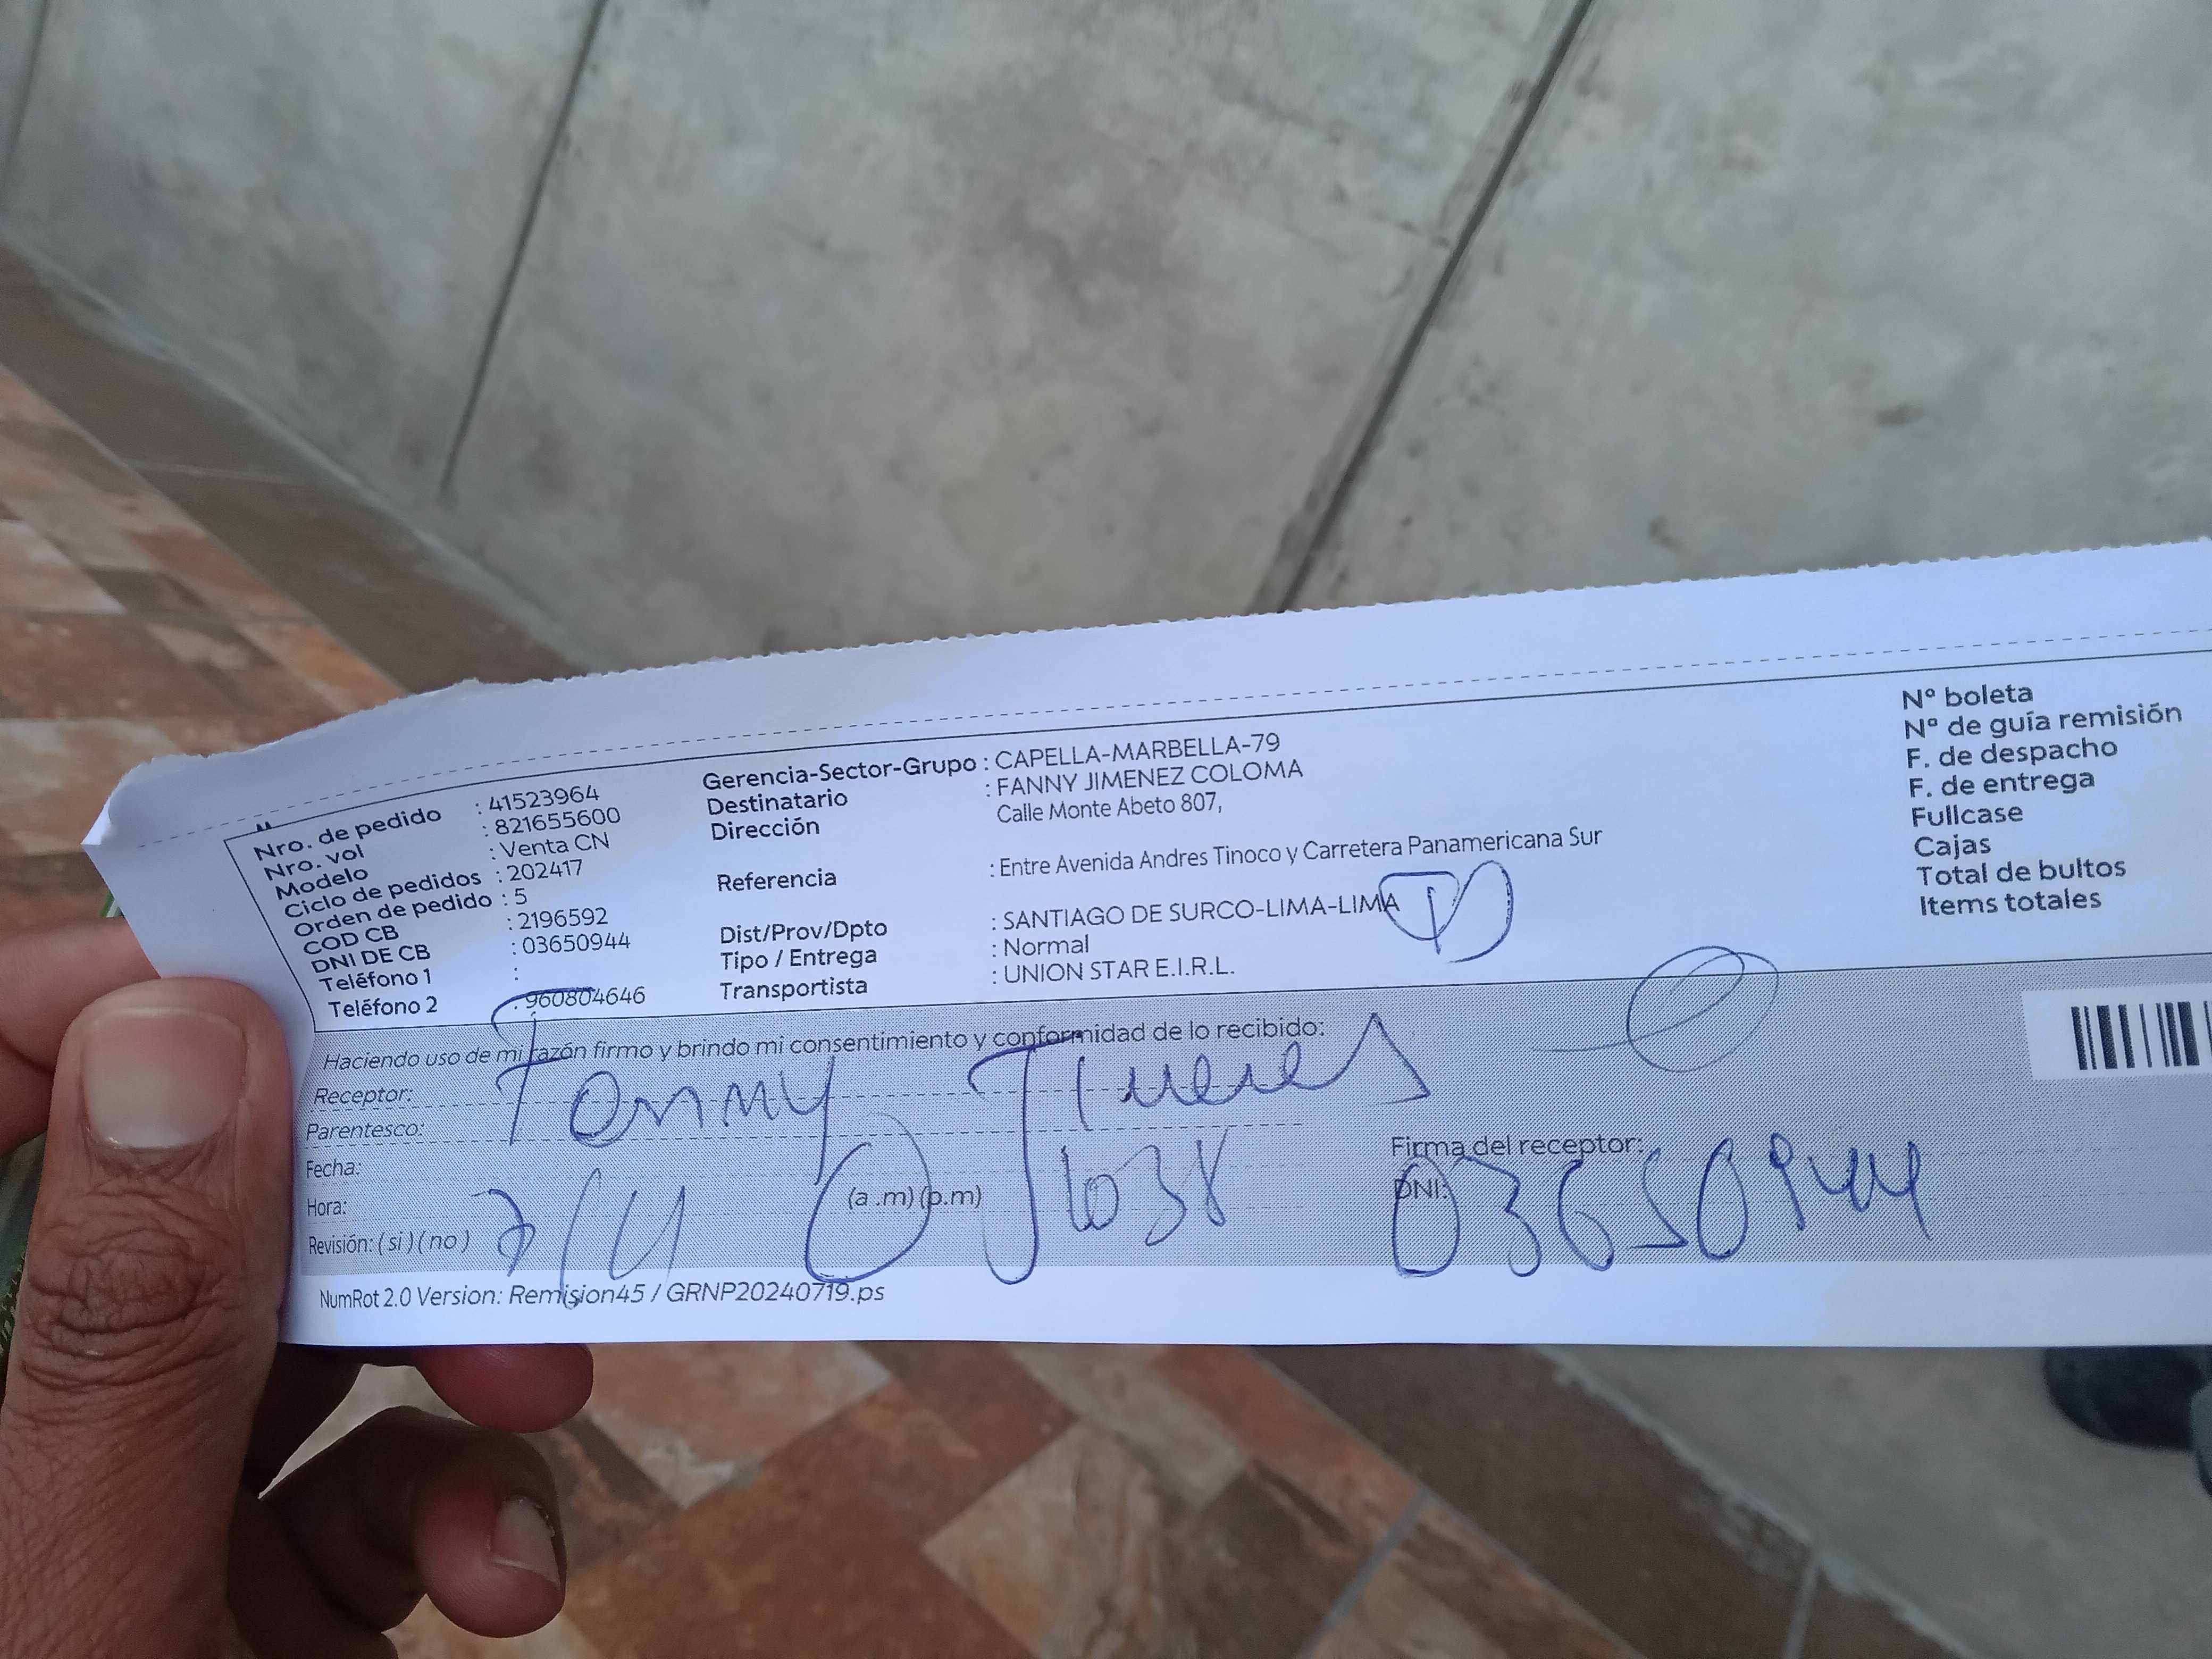 Nro. de pedido : 41523964
Nro. vol : 821655600
Modelo : Venta CN
Ciclo de pedidos : 202417
Orden de pedido : 5
COD CB : 2196592
DNI DE CB : 03650944
Teléfono 1 :
Teléfono 2 : 960804646
Gerencia-Sector-Grupo : CAPELLA-MARBELLA-79
Destinatario : FANNY JIMENEZ COLOMA
Dirección Calle Monte Abeto 807,
Referencia : Entre Avenida Andres Tinoco y Carretera Panamericana Sur
Dist/Prov/Dpto : SANTIAGO DE SURCO-LIMA-LIMA
Tipo / Entrega : Normal
Transportista : UNION STAR E.I.R.L.
N° boleta
N° de guía remisión
F. de despacho
F. de entrega
Fullcase
Cajas
Total de bultos
Items totales
Haciendo uso de mi razón firmo y brindo mi consentimiento y conformidad de lo recibido:
Receptor:
Parentesco:
Fecha:
Hora: (a .m) (p.m)
Revisión: ( si ) ( no )
Firma del receptor:
DNI: 03650944
NumRot 2.0 Version: Remision45 / GRNP20240719.ps